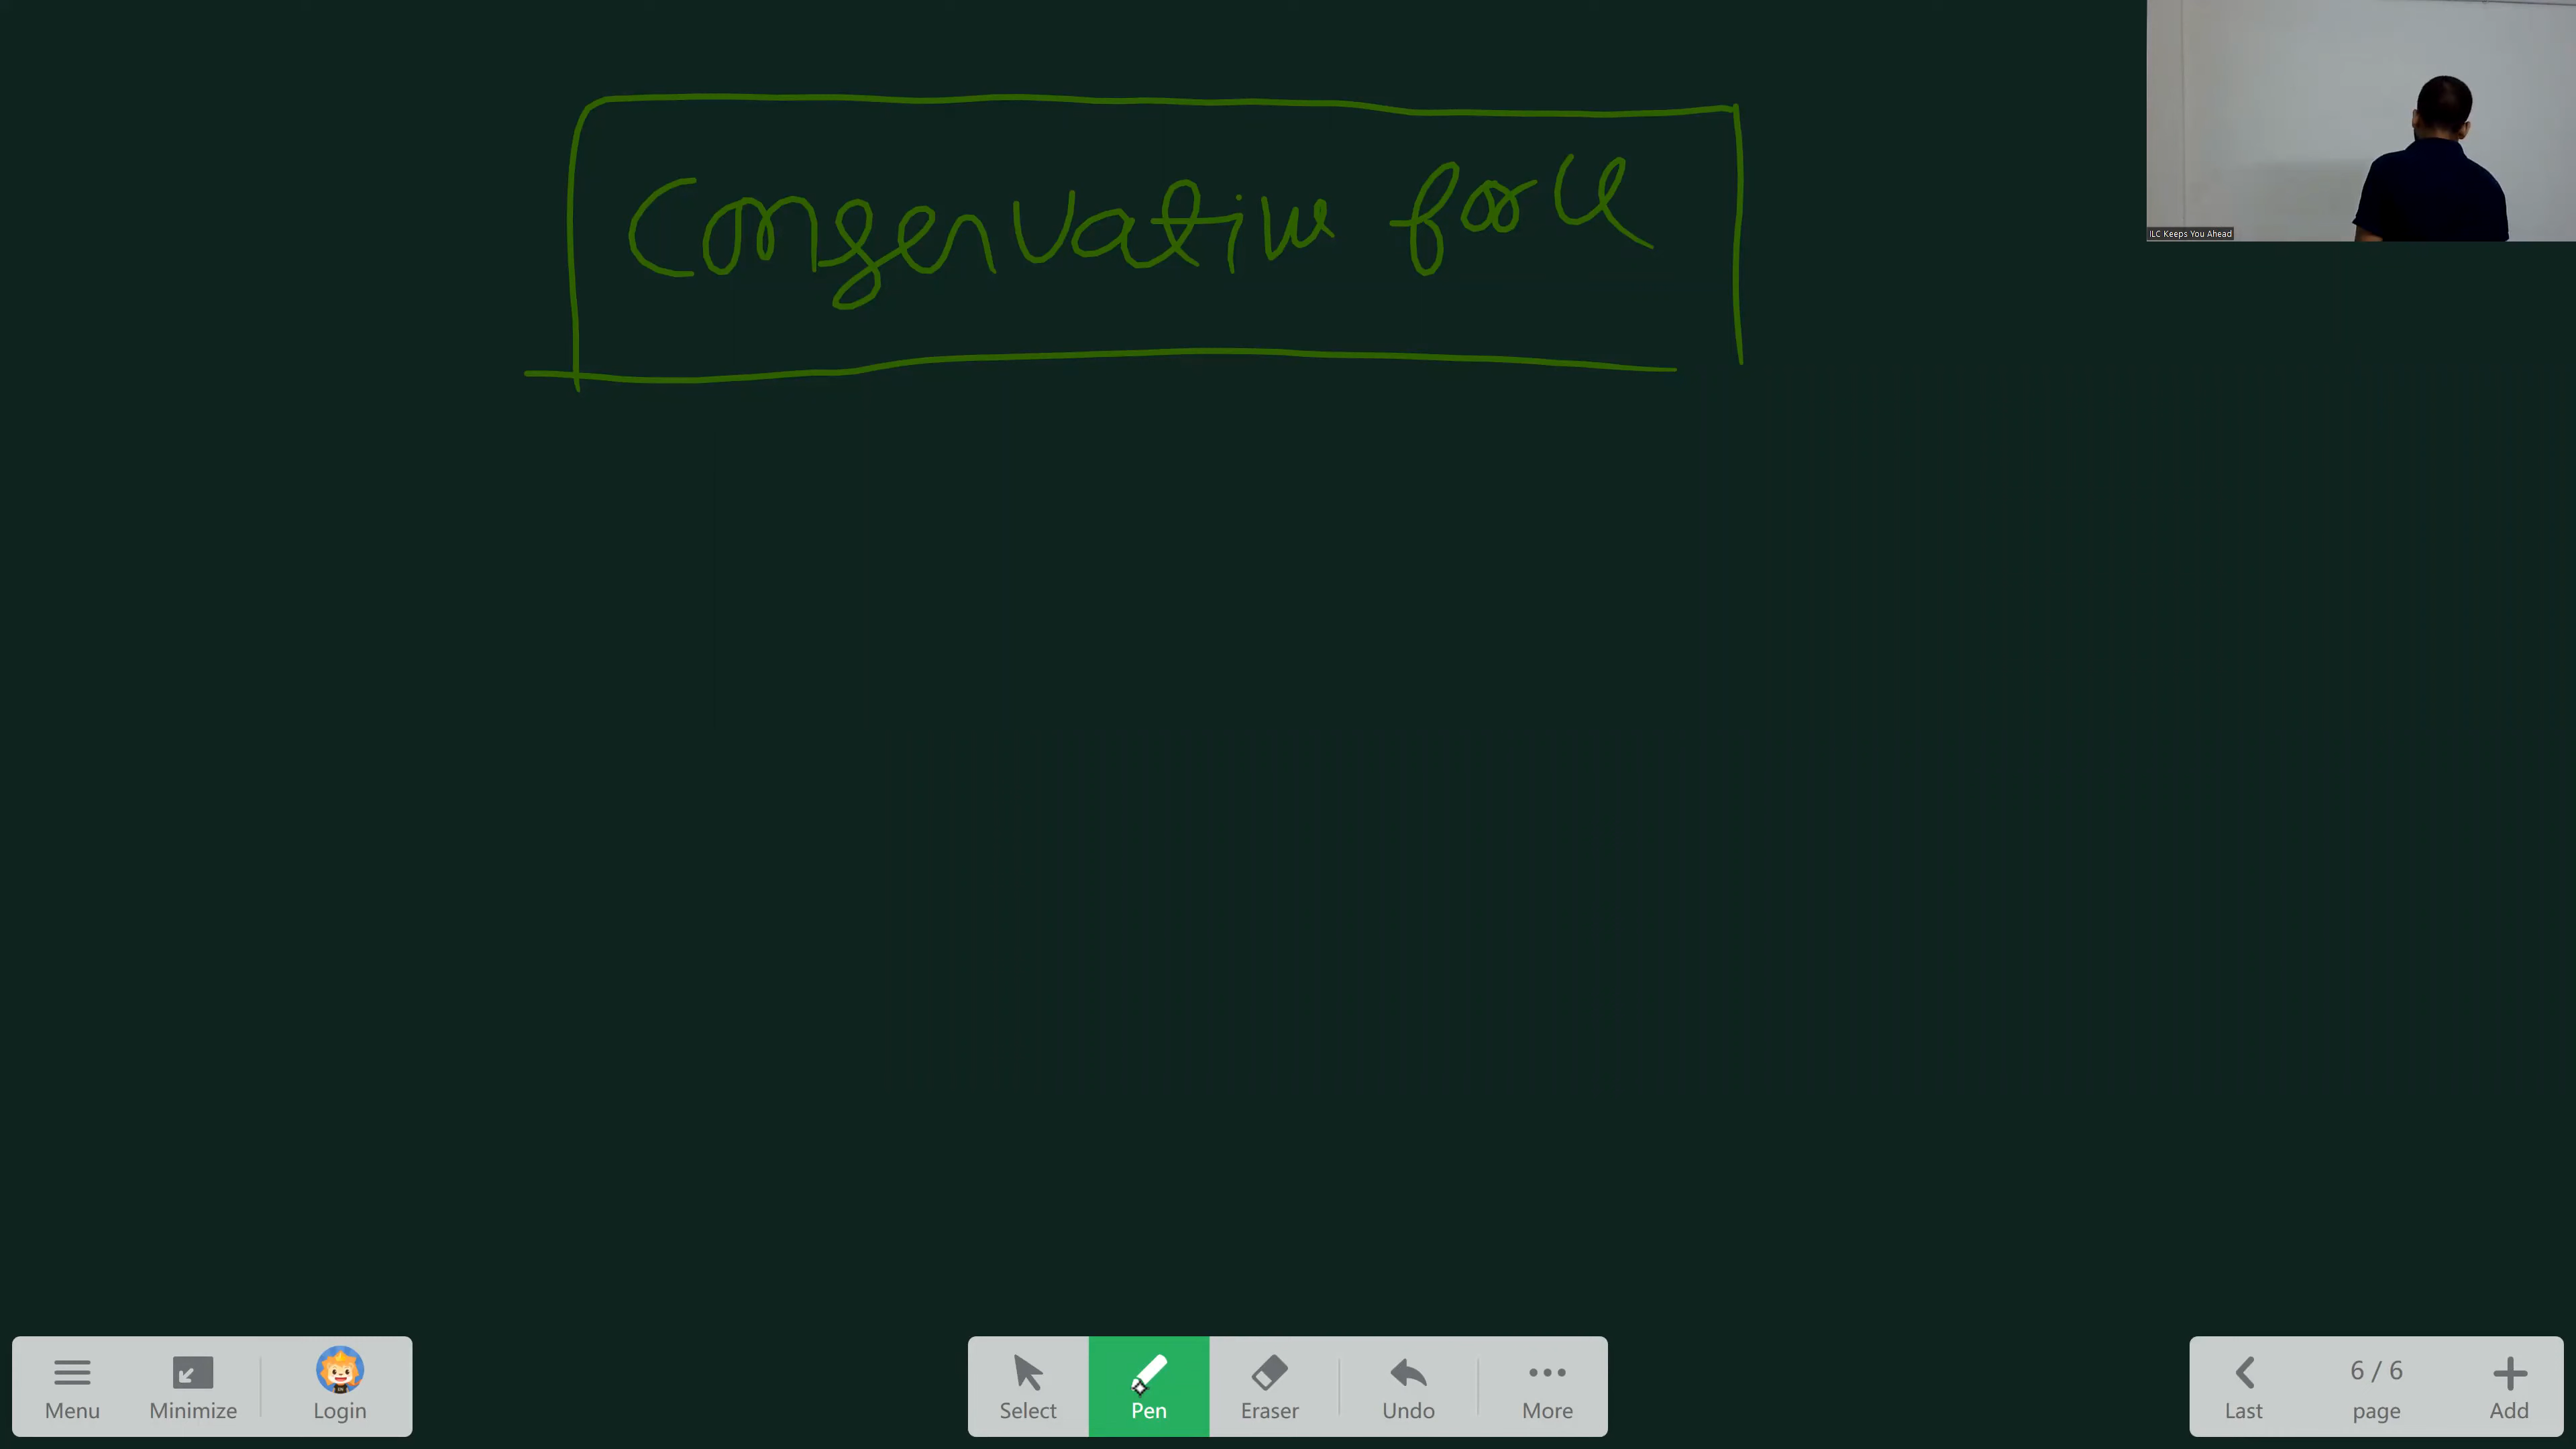 Conservative force
ILC Keeps You Ahead
Menu
Minimize
Login
Select
Pen
Eraser
Undo
More
Last
6 / 6
page
Add